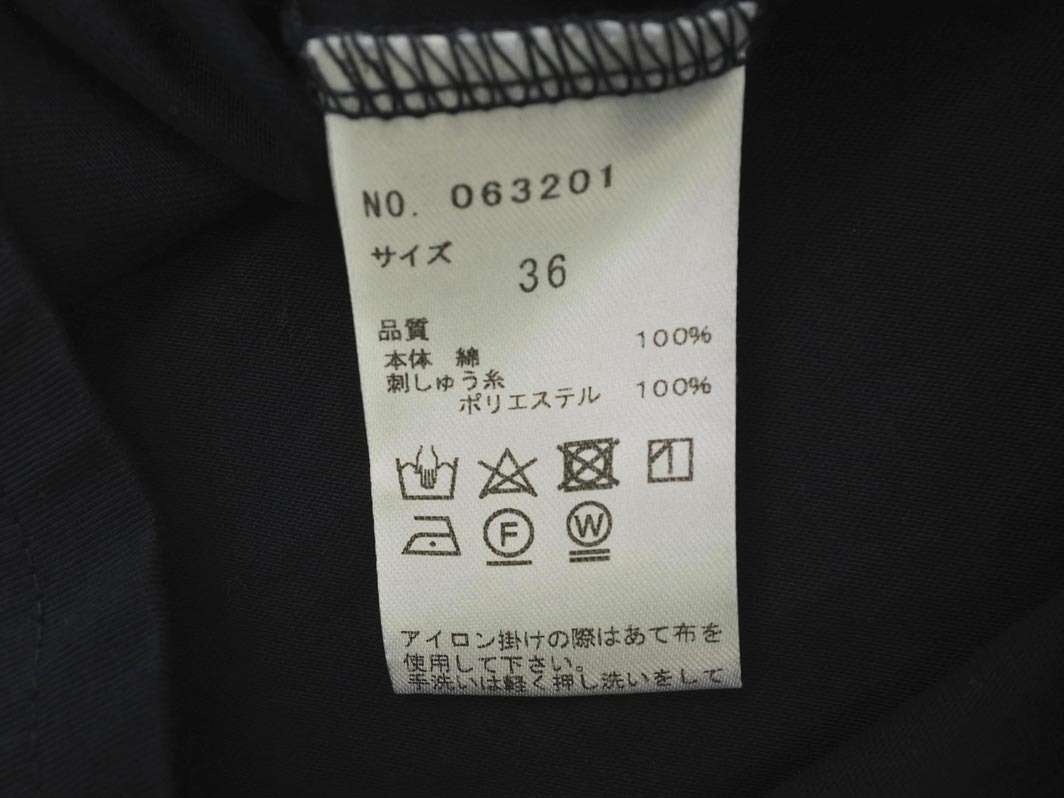 NO. 063201
サイズ 36
品質
本体 綿 100%
刺しゅう糸
ポリエステル 100%
F W
アイロン掛けの際はあて布を
使用して下さい。
手洗いは軽く押し洗いをして